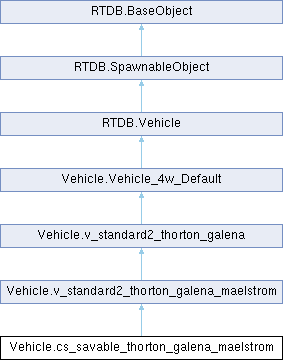 RTDB.BaseObject
RTDB.SpawnableObject
RTDB.Vehicle
Vehicle.Vehicle_4w_Default
Vehicle.v_standard2_thorton_galena
Vehicle.v_standard2_thorton_galena_maelstrom
Vehicle.cs_savable_thorton_galena_maelstrom